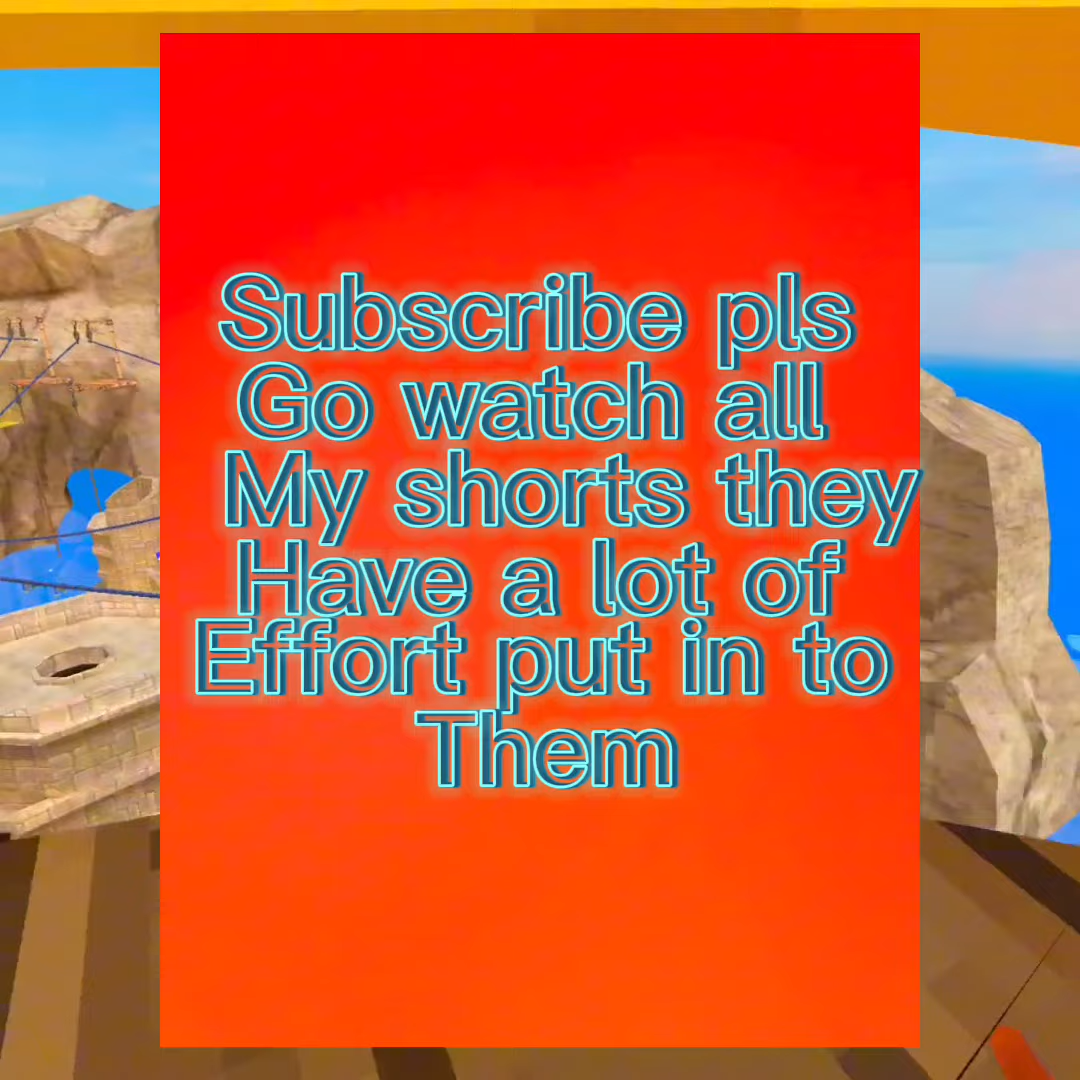 Subscribe pls
Go watch all
My shorts they
Have a lot of
Effort put in to
Them